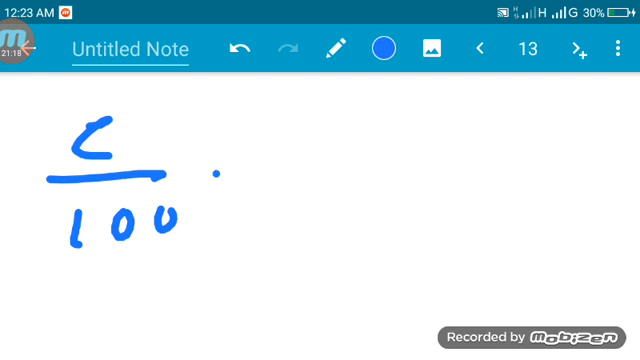 12:23 AM H G 30%
21:18
Untitled Note
13
C
100
Recorded by mobizen